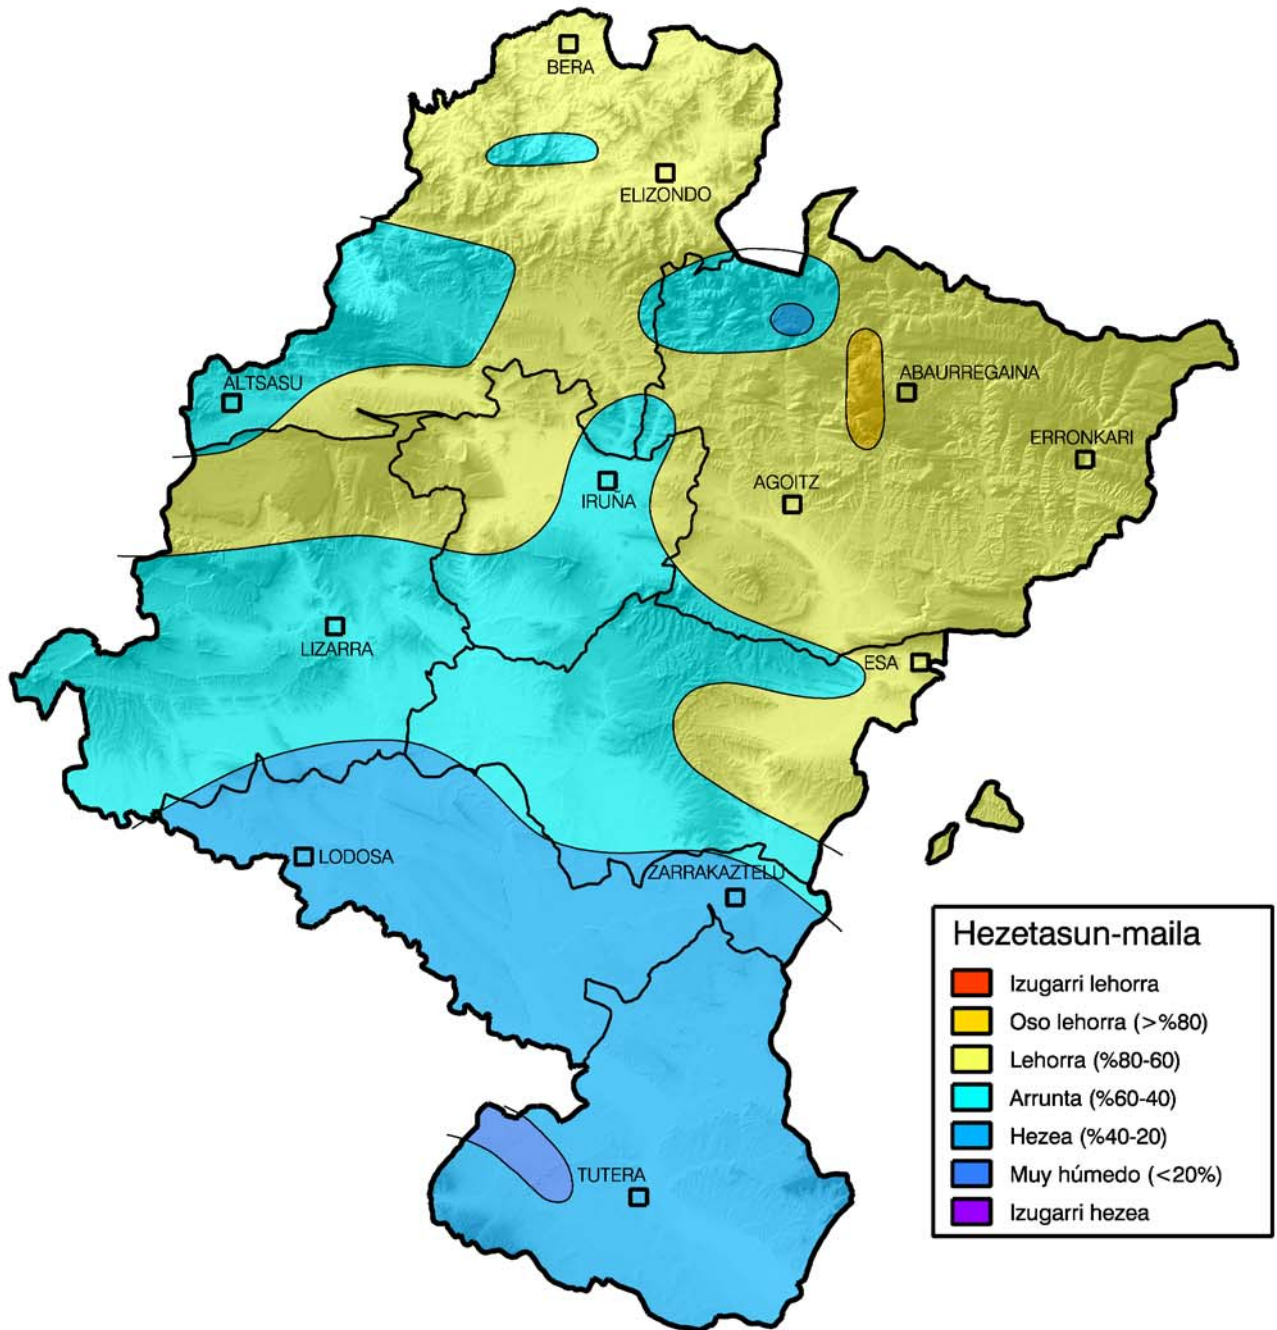 BERA
ELIZONDO
ALTSASU
ABAURREGAINA
ERRONKARI
AGOITZ
IRUÑA
LIZARRA
ESA
LODOSA
ZARRAKAZTELU
TUTERA
Hezetasun-maila
Izugarri lehorra
Oso lehorra (>%80)
Lehorra (%80-60)
Arrunta (%60-40)
Hezea (%40-20)
Muy húmedo (<20%)
Izugarri hezea